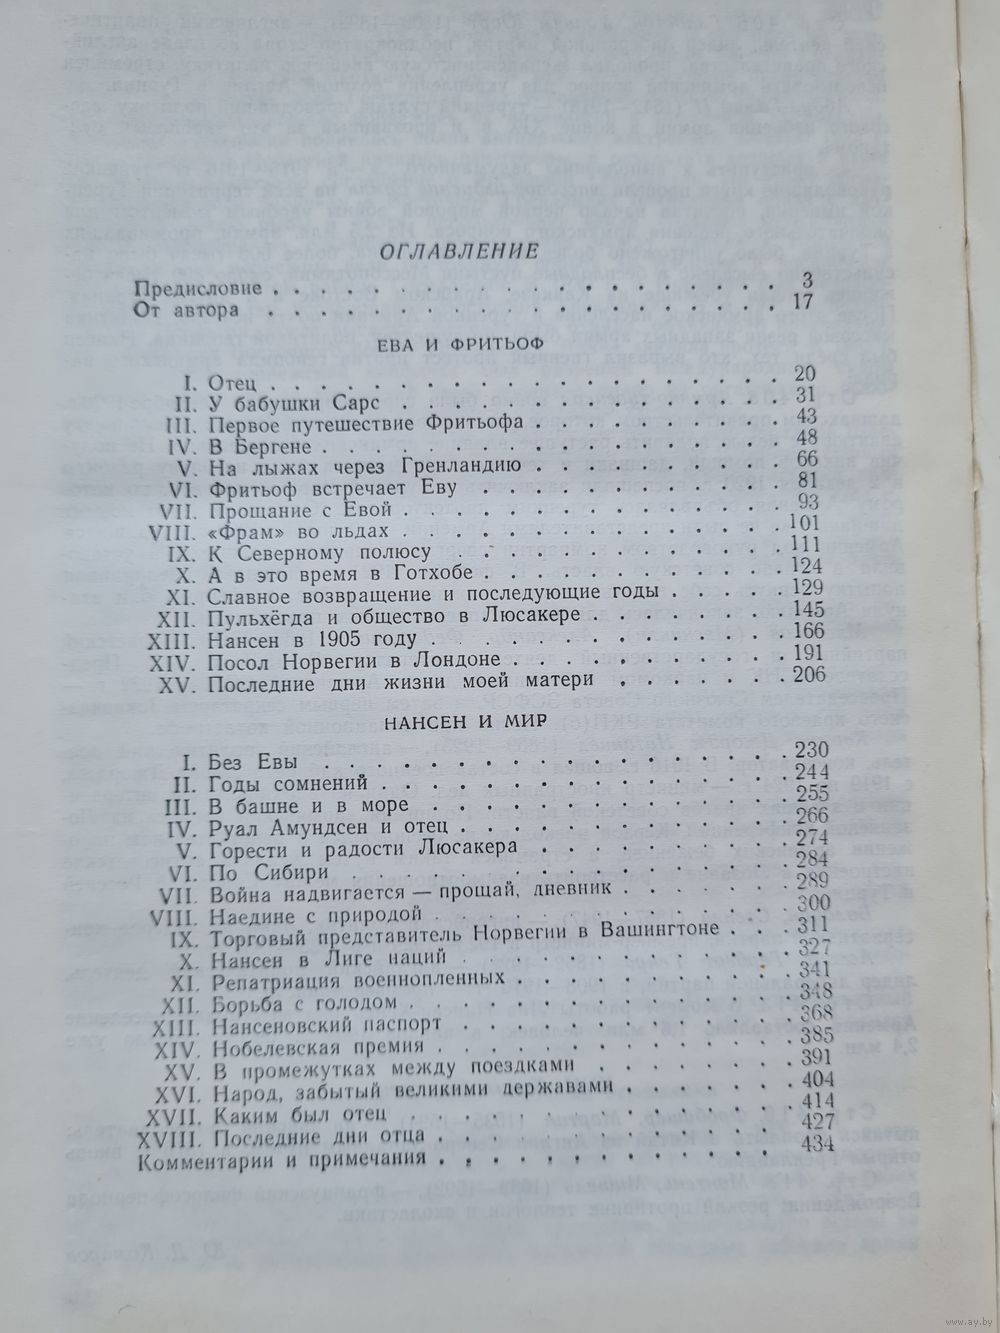 ОГЛАВЛЕНИЕ
Предисловие . . . . . . . . . . . . . . . . . . . . 3
От автора . . . . . . . . . . . . . . . . . . . . 17
ЕВА И ФРИТЬОФ
I. Отец . . . . . . . . . . . . . . . . . . . . 20
II. У бабушки Сарс . . . . . . . . . . . . . . . 31
III. Первое путешествие Фритьофа . . . . . . . . . . 43
IV. В Бергене . . . . . . . . . . . . . . . . . . 48
V. На лыжах через Гренландию . . . . . . . . . . 66
VI. Фритьоф встречает Еву . . . . . . . . . . . . 81
VII. Прощание с Евой . . . . . . . . . . . . . . . 93
VIII. «Фрам» во льдах . . . . . . . . . . . . . . . 101
IX. К Северному полюсу . . . . . . . . . . . . . 111
X. А в это время в Готхобе . . . . . . . . . . . 124
XI. Славное возвращение и последующие годы . . . . . 129
XII. Пульхёгда и общество в Люсакере . . . . . . . . 145
XIII. Нансен в 1905 году . . . . . . . . . . . . . 166
XIV. Посол Норвегии в Лондоне . . . . . . . . . . . 191
XV. Последние дни жизни моей матери . . . . . . . 206
НАНСЕН И МИР
I. Без Евы . . . . . . . . . . . . . . . . . . . 230
II. Годы сомнений . . . . . . . . . . . . . . . . 244
III. В башне и в море . . . . . . . . . . . . . . 255
IV. Руал Амундсен и отец . . . . . . . . . . . . . 266
V. Горести и радости Люсакера . . . . . . . . . . 274
VI. По Сибири . . . . . . . . . . . . . . . . . 284
VII. Война надвигается — прощай, дневник . . . . . . . 289
VIII. Наедине с природой . . . . . . . . . . . . . 300
IX. Торговый представитель Норвегии в Вашингтоне . . . 311
X. Нансен в Лиге наций . . . . . . . . . . . . . 327
XI. Репатриация военнопленных . . . . . . . . . . . 341
XII. Борьба с голодом . . . . . . . . . . . . . . 348
XIII. Нансеновский паспорт . . . . . . . . . . . . . 368
XIV. Нобелевская премия . . . . . . . . . . . . . . 385
XV. В промежутках между поездками . . . . . . . . 391
XVI. Народ, забытый великими державами . . . . . . . 404
XVII. Каким был отец . . . . . . . . . . . . . . . 414
XVIII. Последние дни отца . . . . . . . . . . . . . 427
Комментарии и примечания . . . . . . . . . . . . . 434
www.ay.by